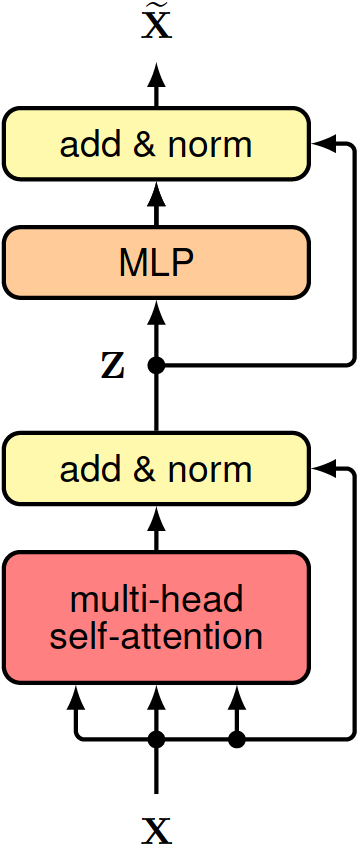 x̃
add & norm
MLP
z
add & norm
multi-head
self-attention
x